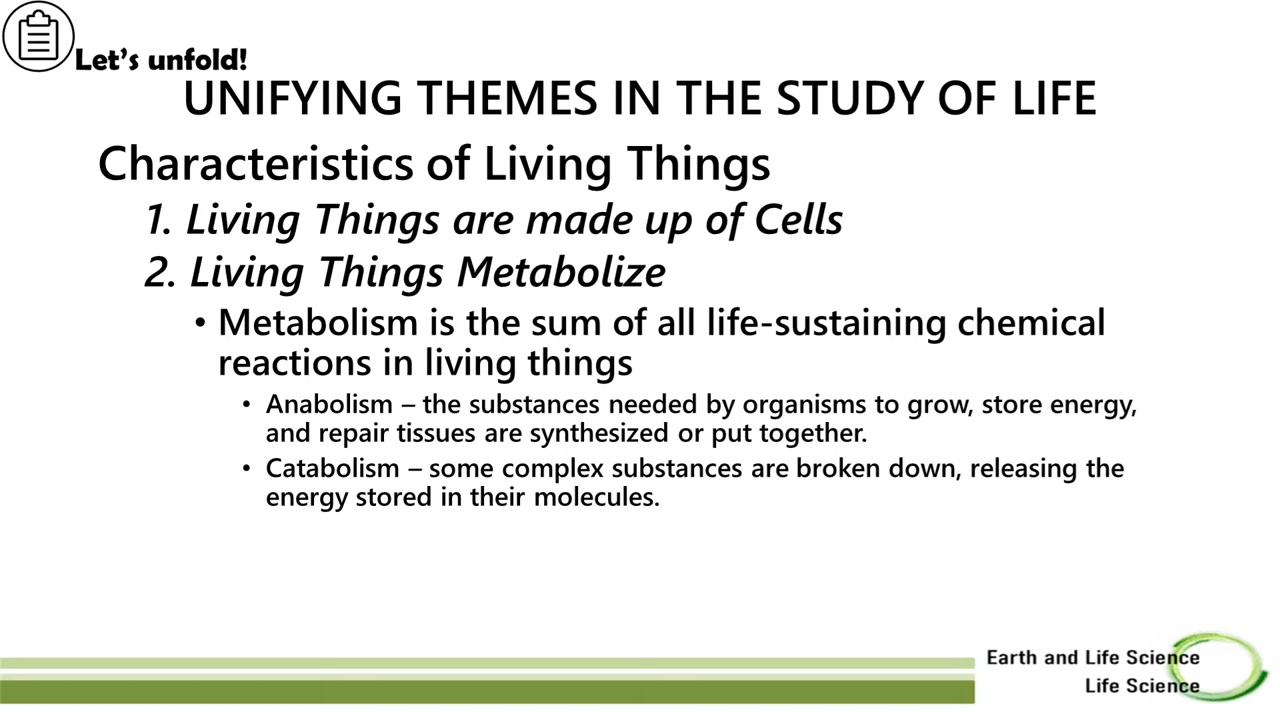 Let's unfold!
UNIFYING THEMES IN THE STUDY OF LIFE
Characteristics of Living Things
1. Living Things are made up of Cells
2. Living Things Metabolize
• Metabolism is the sum of all life-sustaining chemical
reactions in living things
• Anabolism – the substances needed by organisms to grow, store energy,
and repair tissues are synthesized or put together.
• Catabolism – some complex substances are broken down, releasing the
energy stored in their molecules.
Earth and Life Science
Life Science